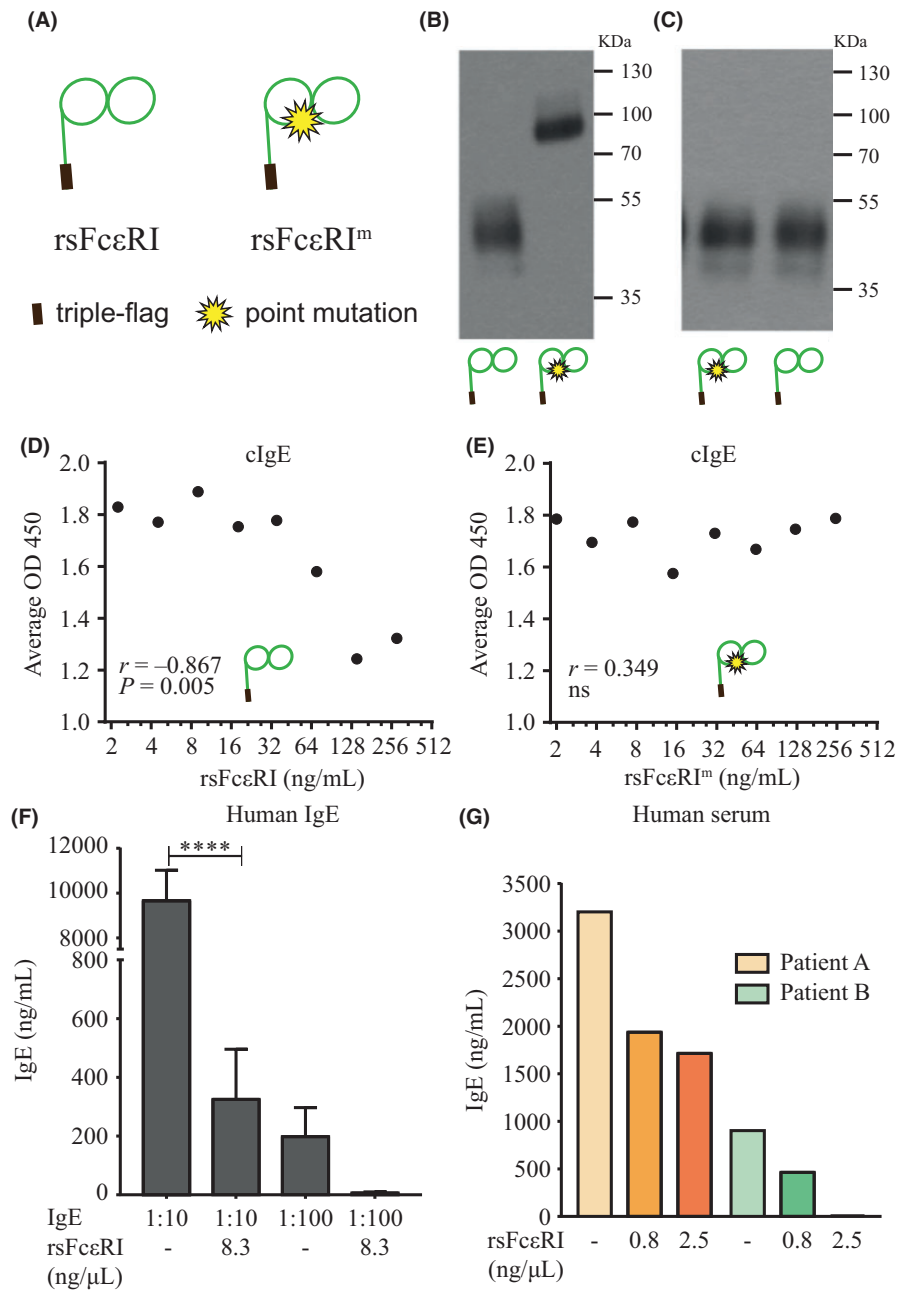 (A)
rsFcεRI
rsFcεRIᵐ
triple-flag
point mutation
(B)
KDa
130
100
70
55
35
(C)
KDa
130
100
70
55
35
(D)
cIgE
Average OD 450
2.0
1.8
1.6
1.4
1.2
1.0
r = –0.867
P = 0.005
2 4 8 16 32 64 128 256 512
rsFcεRI (ng/mL)
(E)
cIgE
Average OD 450
2.0
1.8
1.6
1.4
1.2
1.0
r = 0.349
ns
2 4 8 16 32 64 128 256 512
rsFcεRIᵐ (ng/mL)
(F)
Human IgE
IgE (ng/mL)
12000
10000
8000
800
600
400
200
0
****
IgE 1:10 1:10 1:100 1:100
rsFcεRI - 8.3 - 8.3
(ng/µL)
(G)
Human serum
IgE (ng/mL)
3500
3000
2500
2000
1500
1000
500
0
Patient A
Patient B
rsFcεRI - 0.8 2.5 - 0.8 2.5
(ng/µL)